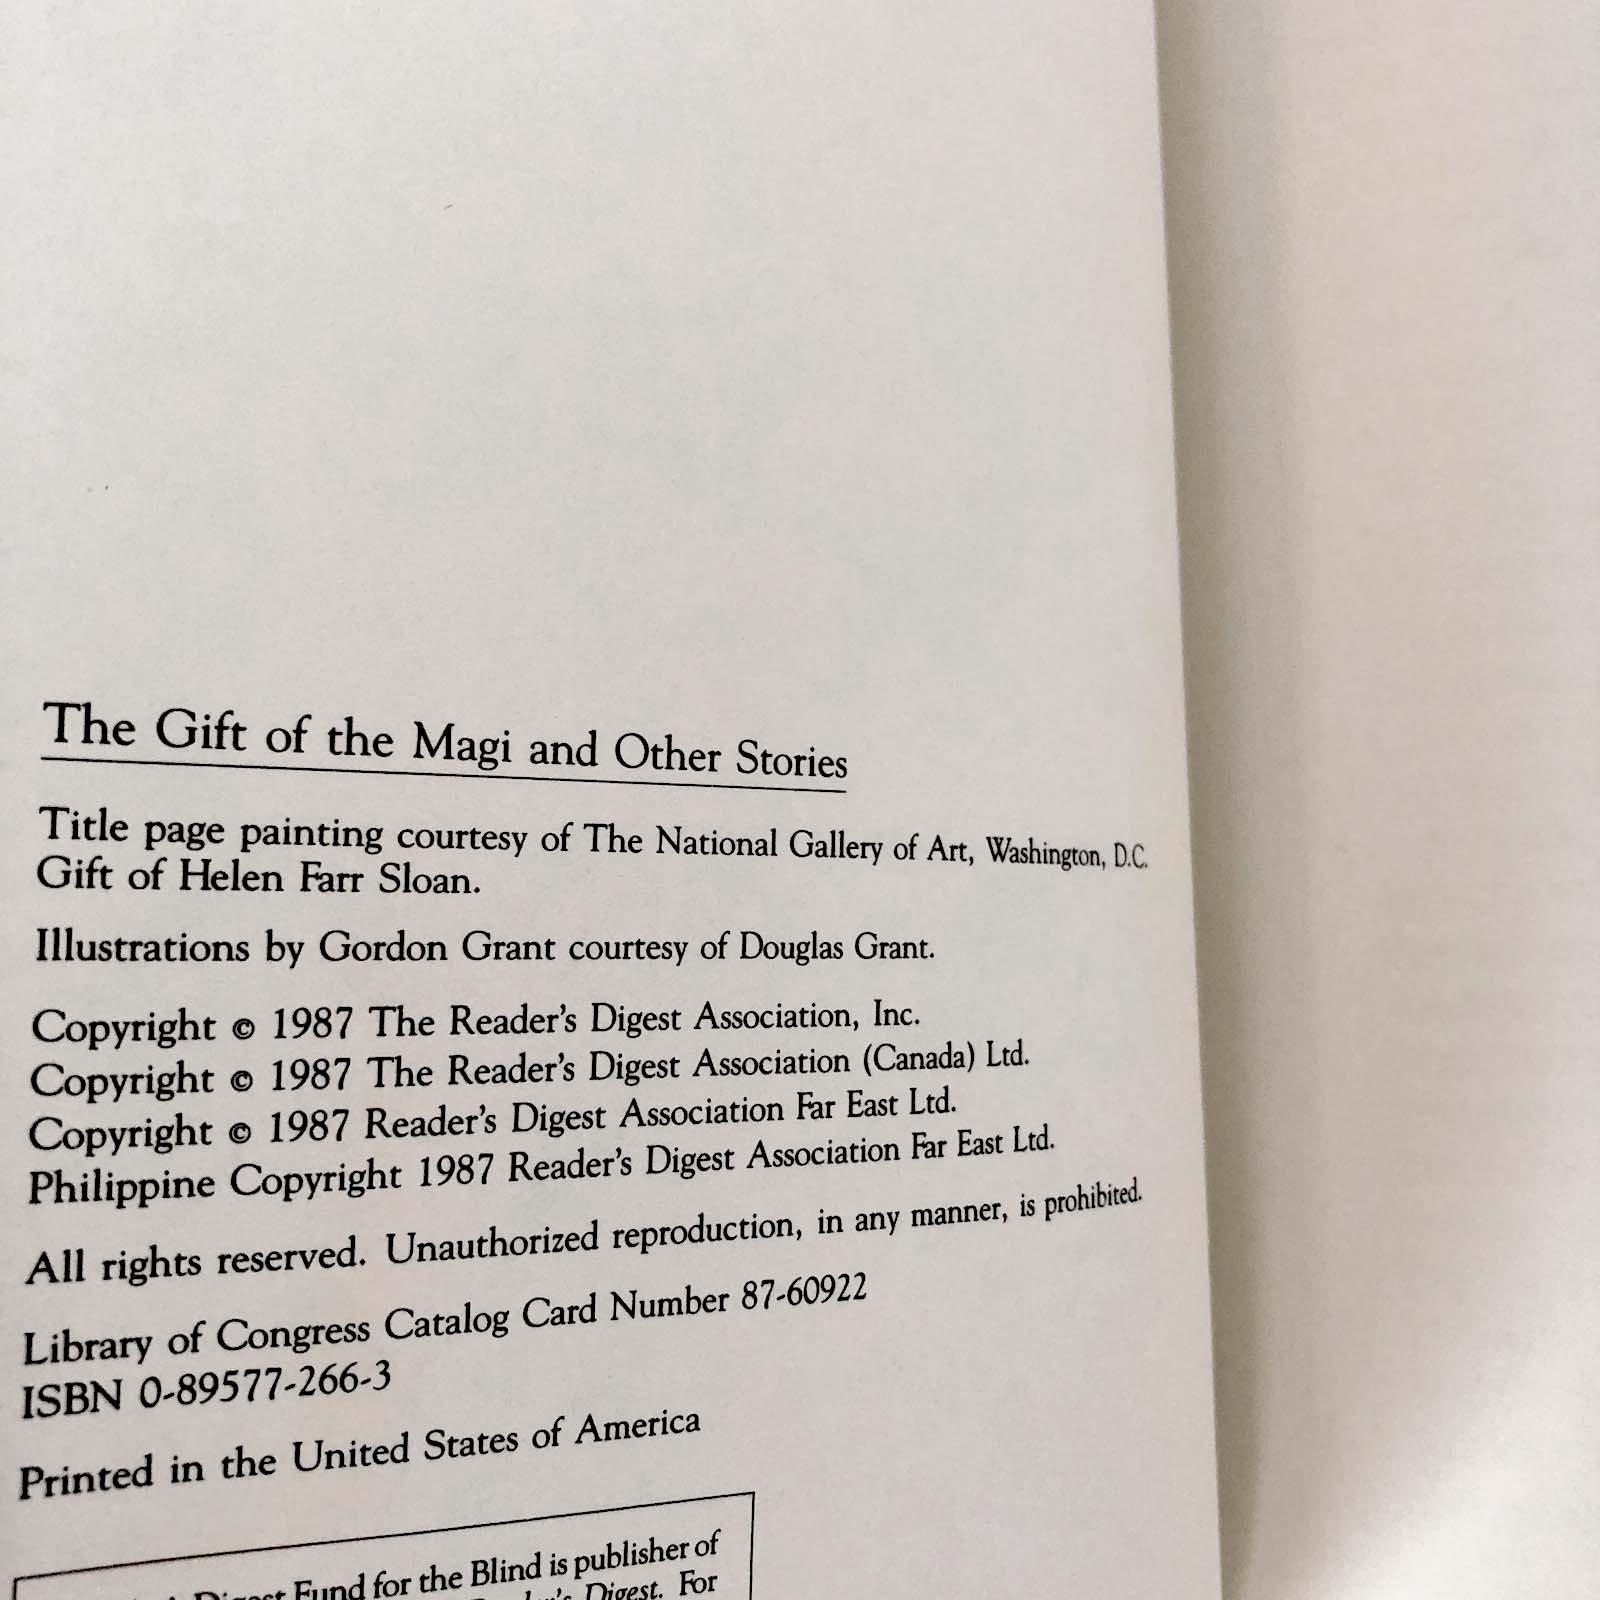 The Gift of the Magi and Other Stories
Title page painting courtesy of The National Gallery of Art, Washington, D.C.
Gift of Helen Farr Sloan.
Illustrations by Gordon Grant courtesy of Douglas Grant.
Copyright © 1987 The Reader's Digest Association, Inc.
Copyright © 1987 The Reader's Digest Association (Canada) Ltd.
Copyright © 1987 Reader's Digest Association Far East Ltd.
Philippine Copyright 1987 Reader's Digest Association Far East Ltd.
All rights reserved. Unauthorized reproduction, in any manner, is prohibited.
Library of Congress Catalog Card Number 87-60922
ISBN 0-89577-266-3
Printed in the United States of America
Digest Fund for the Blind is publisher of
Digest. For